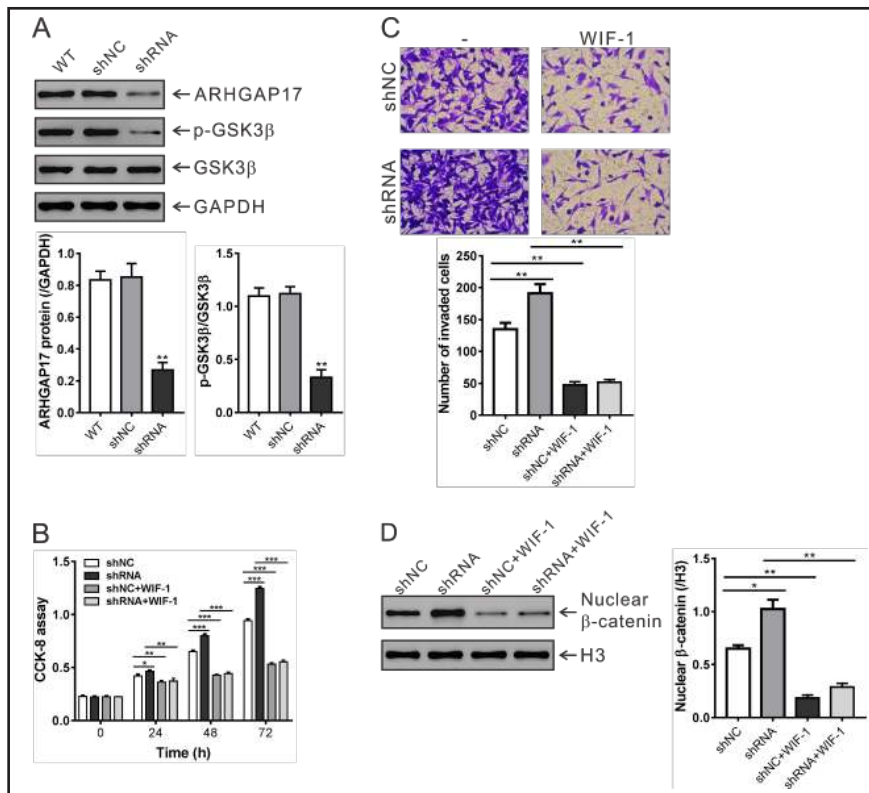 A
WT shNC shRNA
ARHGAP17
p-GSK3β
GSK3β
GAPDH
ARHGAP17 protein (/GAPDH)
1.0
0.8
0.6
0.4
0.2
0.0
**
WT shNC shRNA
p-GSK3β/GSK3β
1.5
1.0
0.5
0.0
**
WT shNC shRNA
C
- WIF-1
shNC
shRNA
Number of invaded cells
250
200
150
100
50
0
**
**
**
shNC shRNA shNC+WIF-1 shRNA+WIF-1
B
CCK-8 assay
1.5
1.0
0.5
0.0
shNC
shRNA
shNC+WIF-1
shRNA+WIF-1
**
**
*
***
***
***
***
***
***
0 24 48 72
Time (h)
D
shNC shRNA shNC+WIF-1 shRNA+WIF-1
Nuclear
β-catenin
H3
Nuclear β-catenin (/H3)
1.5
1.0
0.5
0.0
**
**
*
shNC shRNA shNC+WIF-1 shRNA+WIF-1